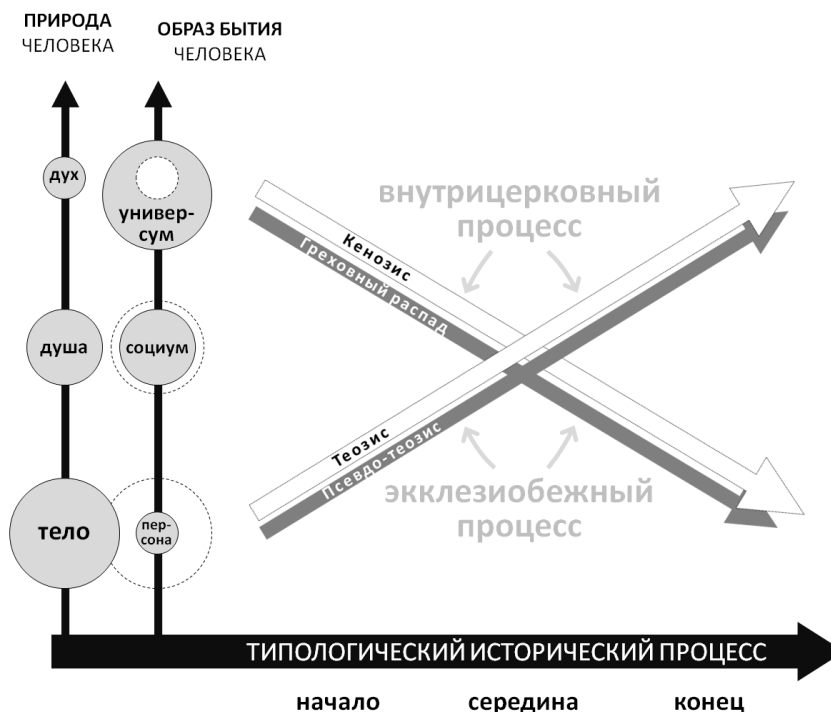 ПРИРОДА
ЧЕЛОВЕКА
ОБРАЗ БЫТИЯ
ЧЕЛОВЕКА
дух
универ-
сум
душа
социум
тело
пер-
сона
внутрицерковный
процесс
Кенозис
Греховный распад
Теозис
Псевдо-теозис
экклезиобежный
процесс
ТИПОЛОГИЧЕСКИЙ ИСТОРИЧЕСКИЙ ПРОЦЕСС
начало середина конец